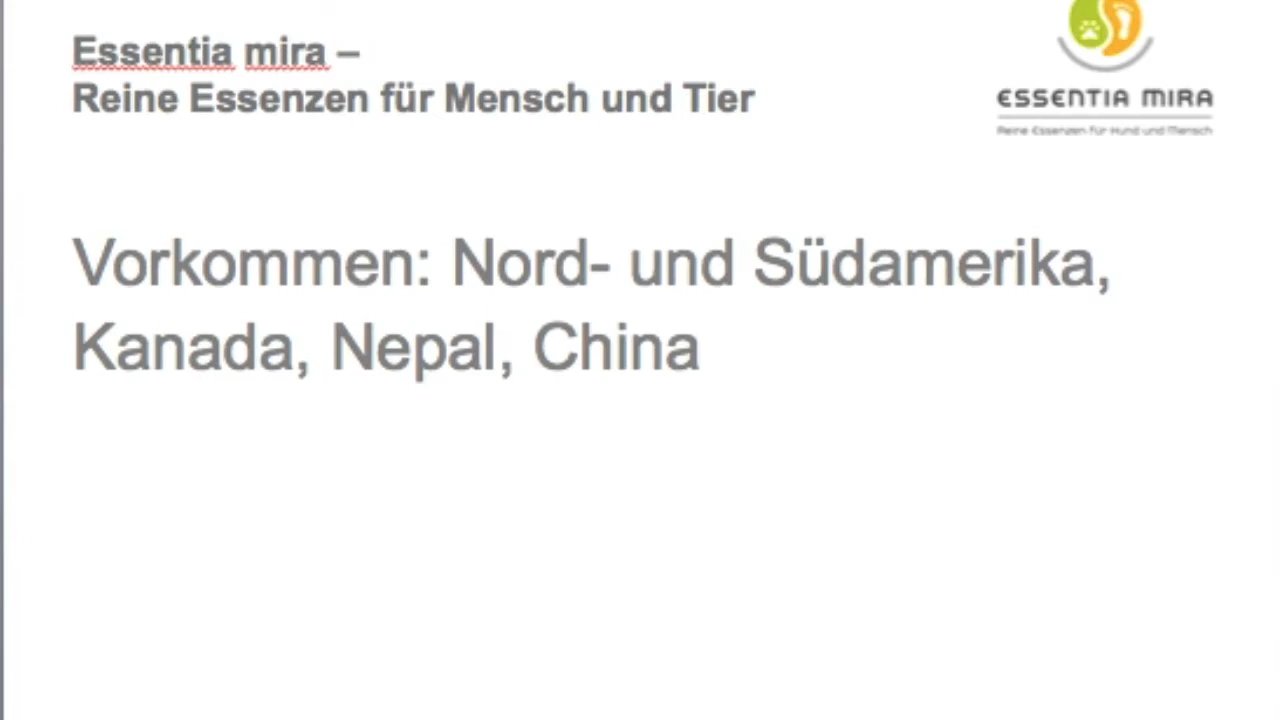 Essentia mira –
Reine Essenzen für Mensch und Tier
ESSENTIA MIRA
Reine Essenzen für Hund und Mensch
Vorkommen: Nord- und Südamerika,
Kanada, Nepal, China